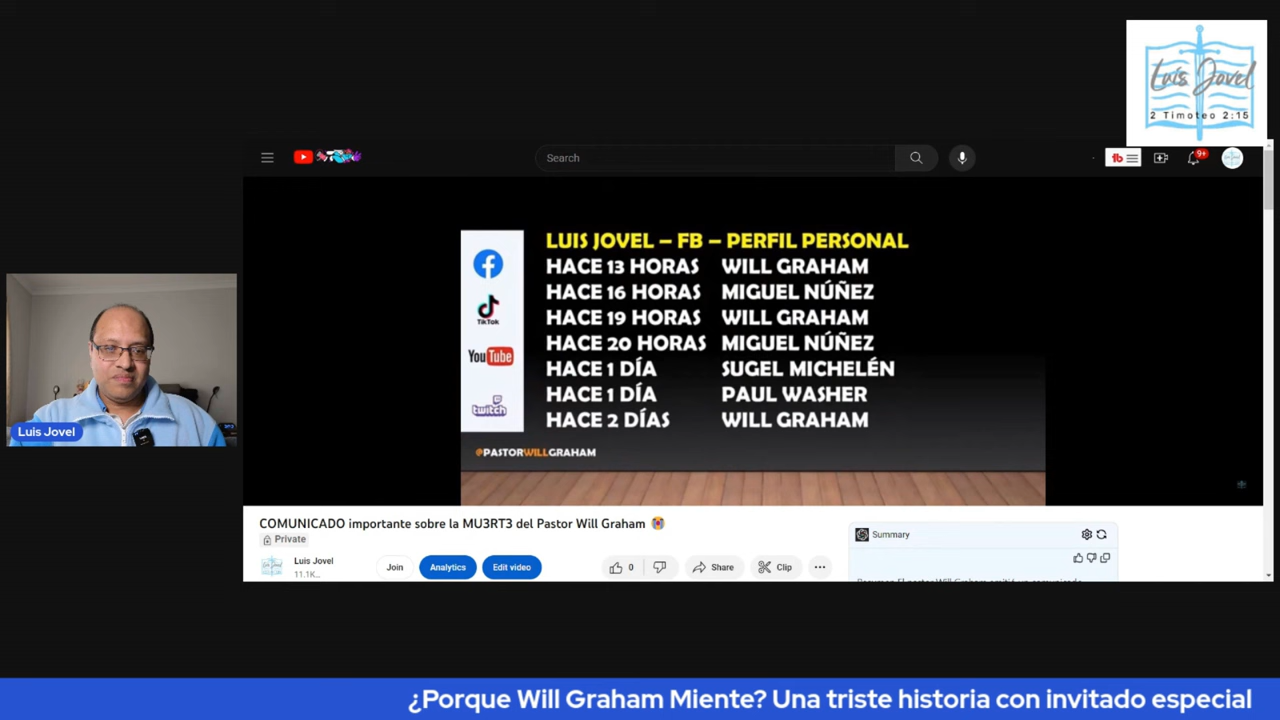 Luis Jovel
2 Timoteo 2:15
Search
9+
LUIS JOVEL – FB – PERFIL PERSONAL
HACE 13 HORAS WILL GRAHAM
HACE 16 HORAS MIGUEL NÚÑEZ
HACE 19 HORAS WILL GRAHAM
HACE 20 HORAS MIGUEL NÚÑEZ
HACE 1 DÍA SUGEL MICHELÉN
HACE 1 DÍA PAUL WASHER
HACE 2 DÍAS WILL GRAHAM
TikTok
YouTube
twitch
@PASTORWILLGRAHAM
Luis Jovel
COMUNICADO importante sobre la MU3RT3 del Pastor Will Graham
Private
Summary
Luis Jovel
11.1K...
Join
Analytics
Edit video
0
Share
Clip
¿Porque Will Graham Miente? Una triste historia con invitado especial